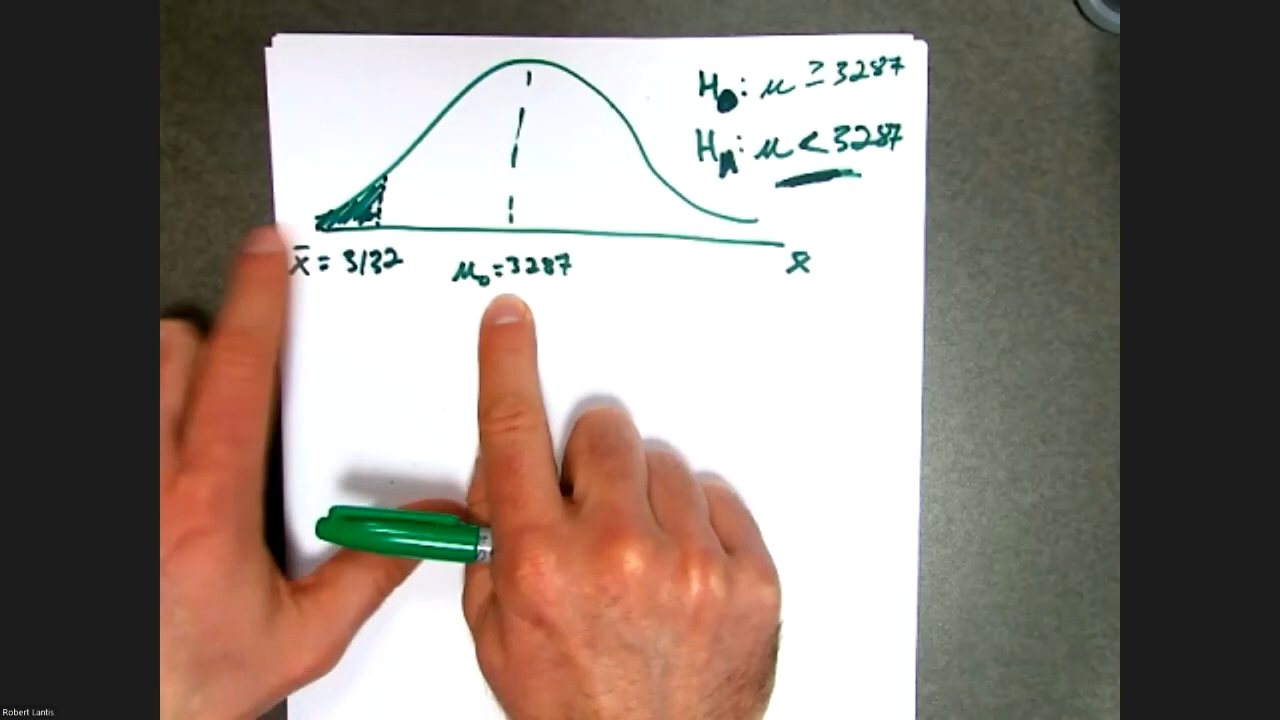 H₀: μ ≥ 3287
Hₐ: μ < 3287
x̄ = 3132
μ₀ = 3287
x̄
Robert Lantis